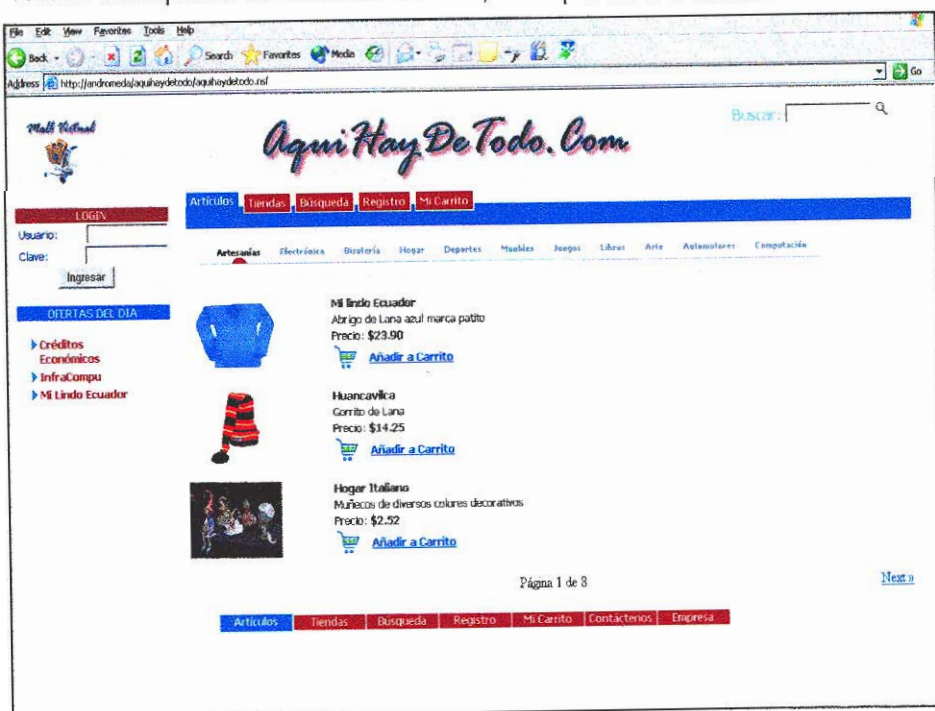 File Edit View Favorites Tools Help
Back Search Favorites Media
Address http://andromeda/aquihaydetodo/aquihaydetodo.nsf Go
Mall Virtual
AquiHayDeTodo.Com
Buscar:
Artículos Tiendas Búsqueda Registro Mi Carrito
LOGIN
Usuario:
Clave:
Ingresar
Artesanías Electrónica Bisutería Hogar Deportes Muebles Juegos Libros Arte Automotores Computación
OFERTAS DEL DIA
Créditos
Económicos
InfraCompu
Mi Lindo Ecuador
Mi lindo Ecuador
Abrigo de Lana azul marca patito
Precio: $23.90
Añadir a Carrito
Huancavilca
Gorrito de Lana
Precio: $14.25
Añadir a Carrito
Hogar Italiano
Muñecos de diversos colores decorativos
Precio: $2.52
Añadir a Carrito
Página 1 de 3
Next »
Artículos Tiendas Búsqueda Registro Mi Carrito Contáctenos Empresa